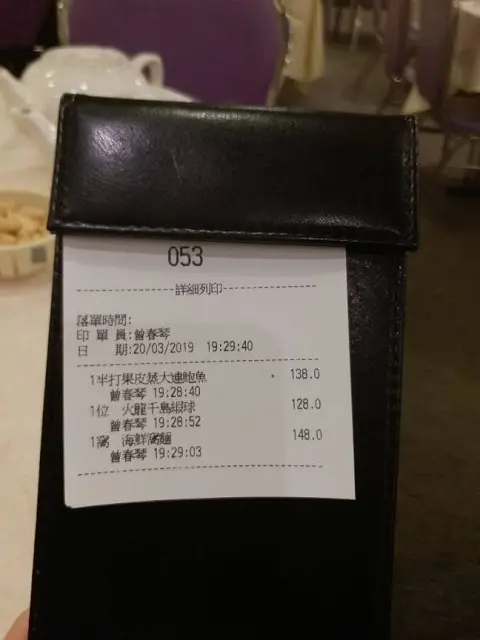 053
詳細列印
落單時間:
印 單 員:曾春琴
日 期:20/03/2019 19:29:40
1半打果皮蒸大連鮑魚 138.0
曾春琴 19:28:40
1位 火龍千島蝦球 128.0
曾春琴 19:28:52
1窩 海鮮窩麵 148.0
曾春琴 19:29:03